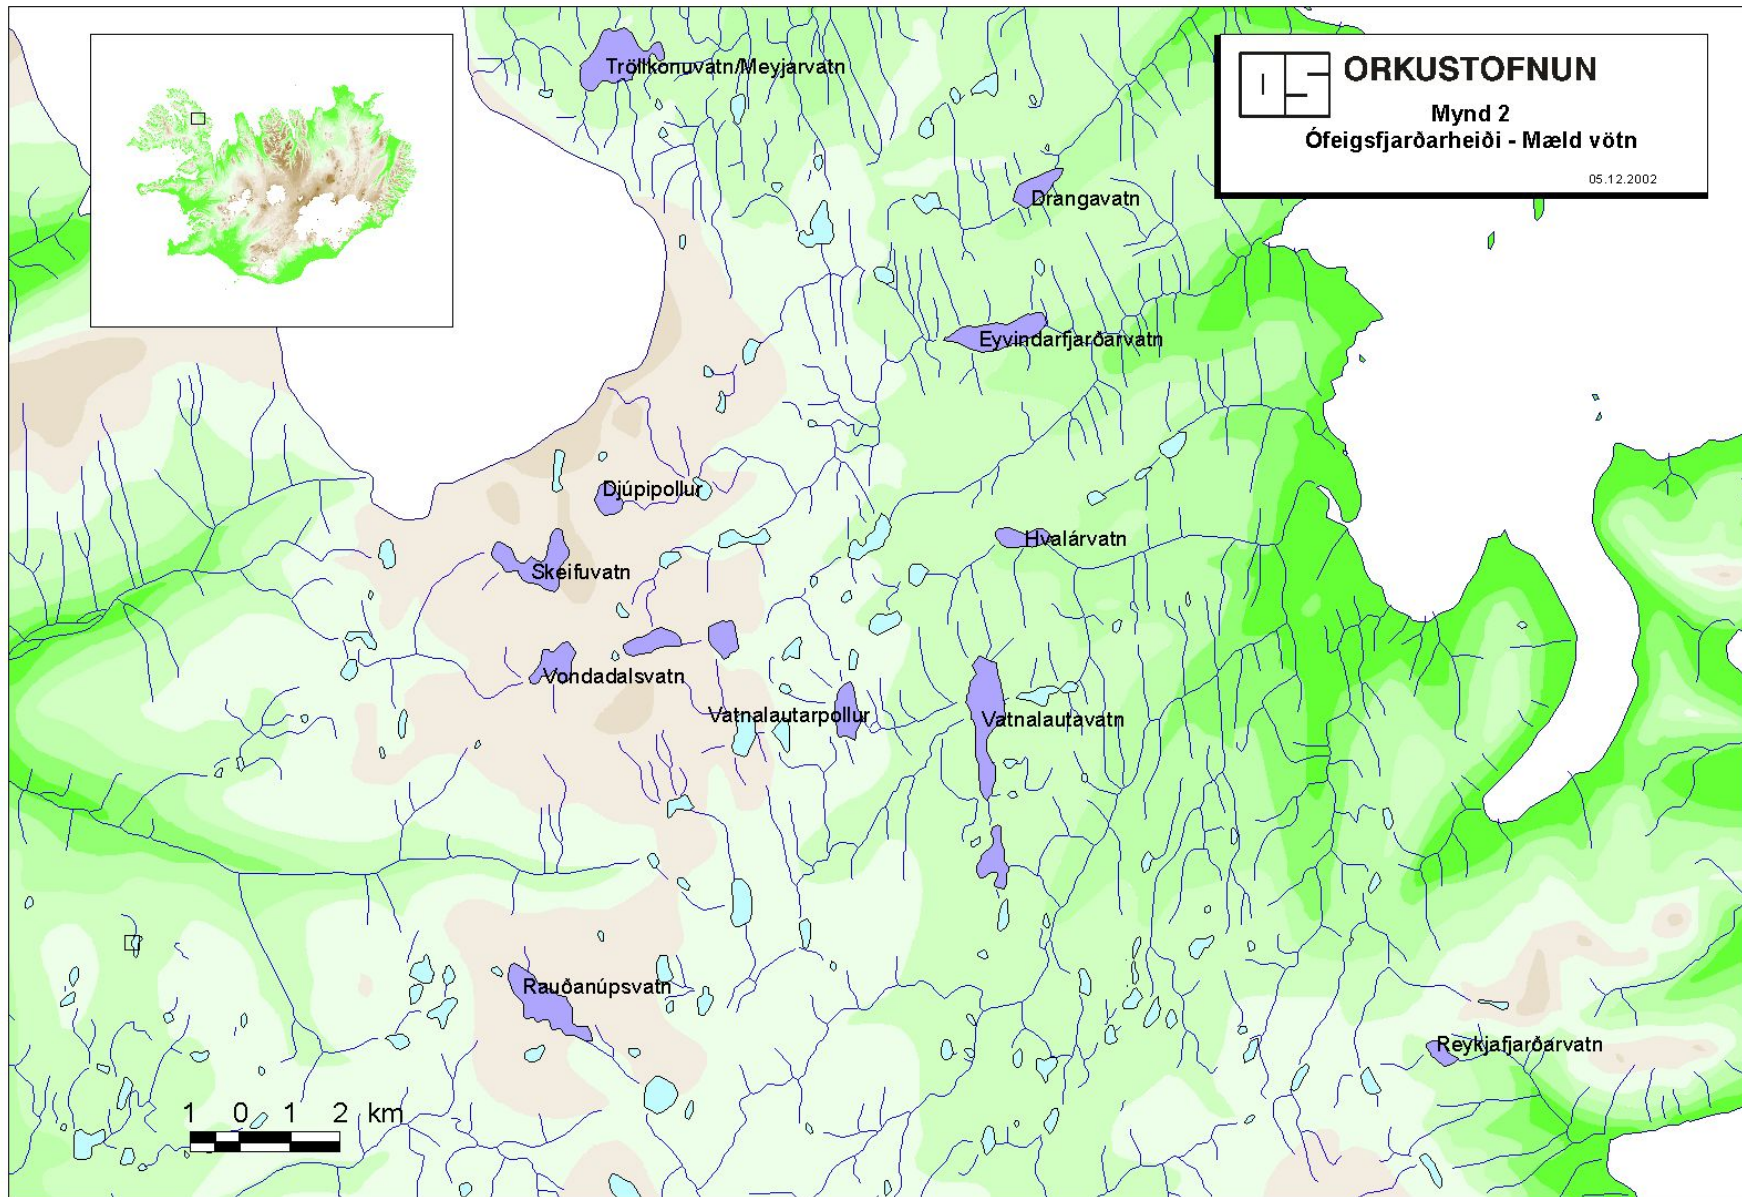 OS ORKUSTOFNUN
Mynd 2
Ófeigsfjarðarheiði - Mæld vötn
05.12.2002
Tröllkonuvatn/Meyjarvatn
Drangavatn
Eyvindarfjarðarvatn
Djúpipollur
Hvalárvatn
Skeifuvatn
Vondadalsvatn
Vatnalautarpollur
Vatnalautavatn
Rauðanúpsvatn
Reykjafjarðarvatn
1 0 1 2 km